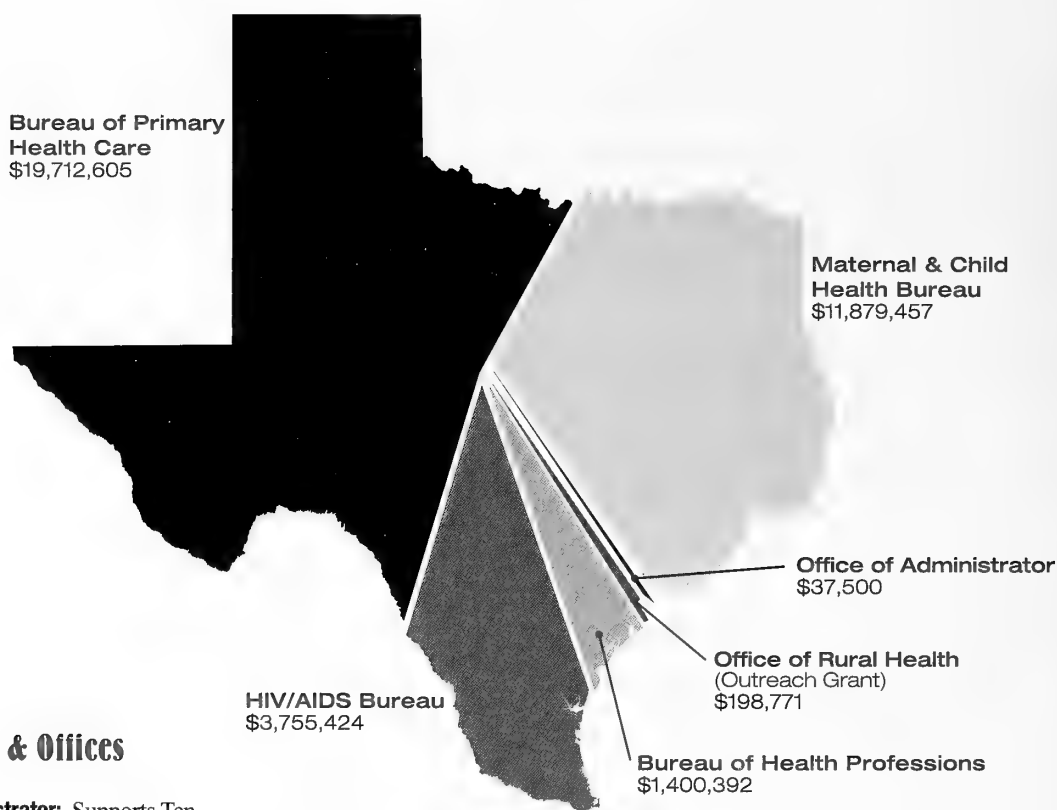 Bureau of Primary
Health Care
$19,712,605
Maternal & Child
Health Bureau
$11,879,457
Office of Administrator
$37,500
Office of Rural Health
(Outreach Grant)
$198,771
HIV/AIDS Bureau
$3,755,424
Bureau of Health Professions
$1,400,392
& Offices
Supports Ten